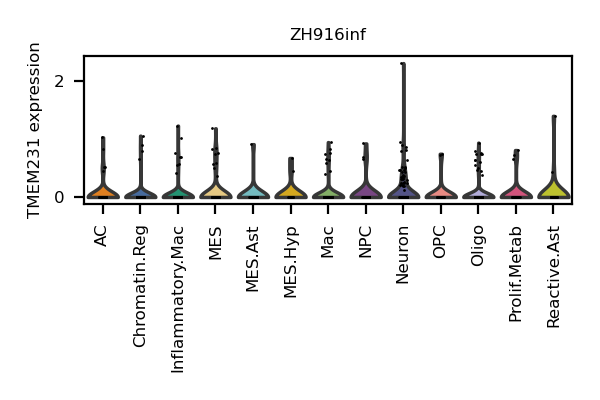 ZH916inf
TMEM231 expression
2
0
AC
Chromatin.Reg
Inflammatory.Mac
MES
MES.Ast
MES.Hyp
Mac
NPC
Neuron
OPC
Oligo
Prolif.Metab
Reactive.Ast